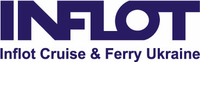 INFLOT
Inflot Cruise & Ferry Ukraine